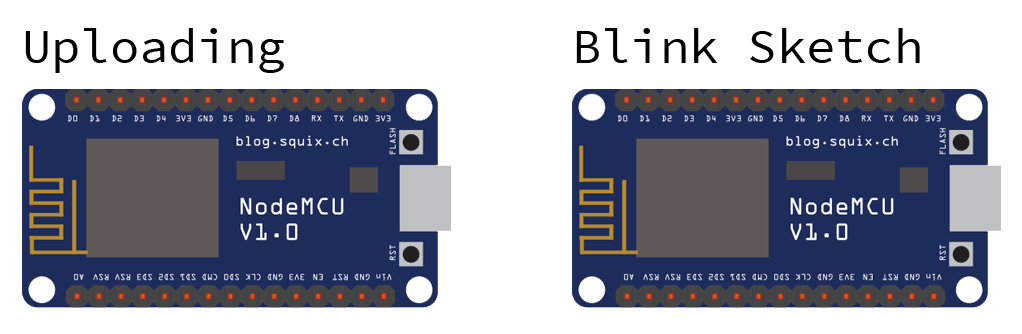 Uploading
D0 D1 D2 D3 D4 3V3 GND D5 D6 D7 D8 RX TX GND 3V3
blog.squix.ch
FLASH
NodeMCU
V1.0
RST
A0 RSV RSV SD3 SD2 SD1 CMD SD0 CLK GND 3V3 EN RST GND Vin
Blink Sketch
D0 D1 D2 D3 D4 3V3 GND D5 D6 D7 D8 RX TX GND 3V3
blog.squix.ch
FLASH
NodeMCU
V1.0
RST
A0 RSV RSV SD3 SD2 SD1 CMD SD0 CLK GND 3V3 EN RST GND Vin